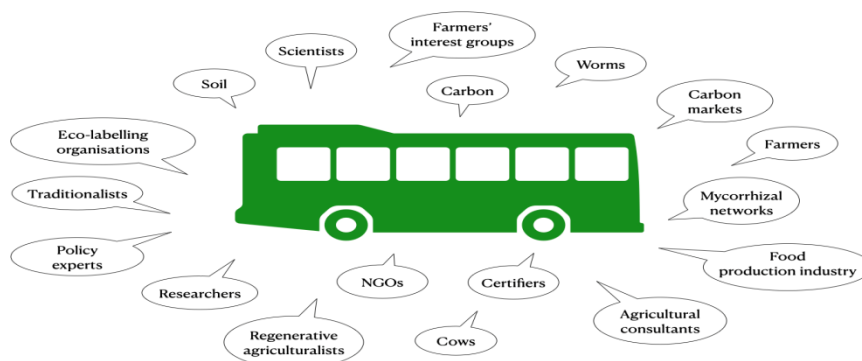 Farmers'
interest groups
Scientists
Worms
Soil
Carbon
Carbon
markets
Eco-labelling
organisations
Farmers
Traditionalists
Mycorrhizal
networks
Policy
experts
Food
production industry
NGOs
Certifiers
Researchers
Agricultural
consultants
Regenerative
agriculturalists
Cows